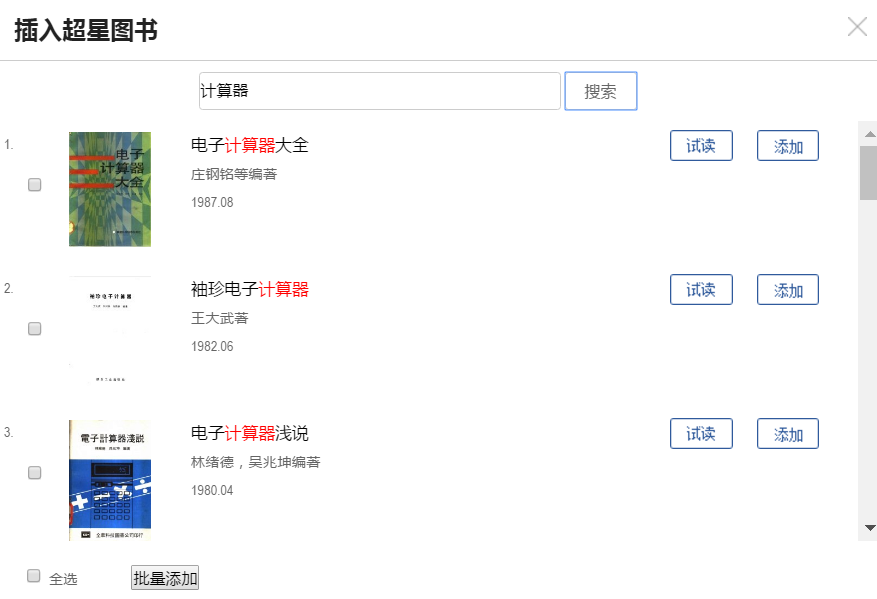 插入超星图书
计算器
搜索
1.
电子
计算器
大全
电子计算器大全
庄钢铭等编著
1987.08
试读
添加
2.
袖珍电子计算器
袖珍电子计算器
王大武著
1982.06
试读
添加
3.
電子計算器淺説
电子计算器浅说
林绪德，吴兆坤编著
1980.04
试读
添加
全选
批量添加